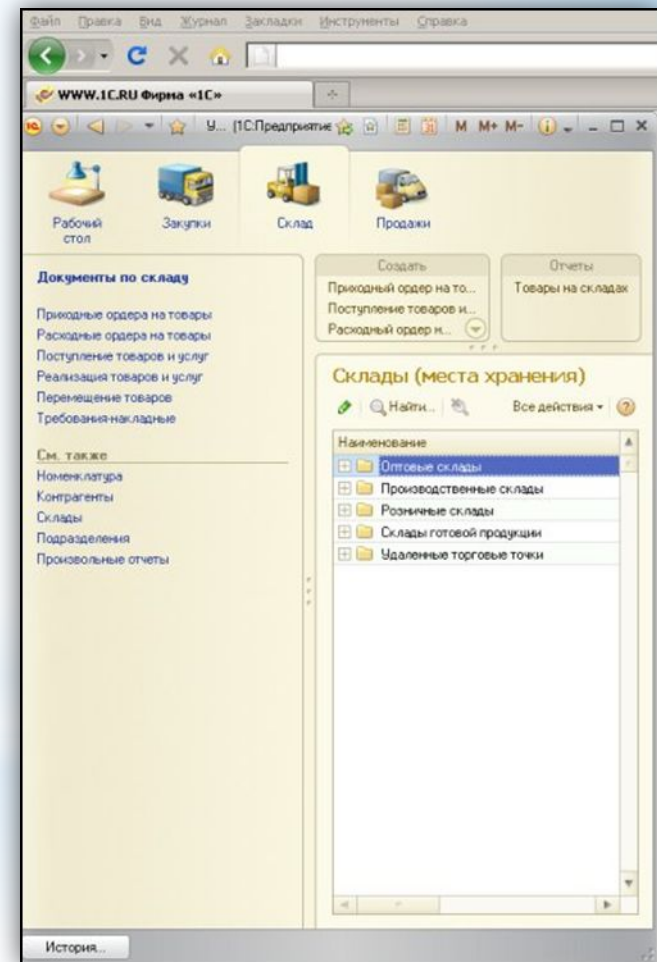 Файл Правка Вид Журнал Закладки Инструменты Справка
WWW.1C.RU Фирма «1С»
У... (1С:Предприятие M M+ M-
Рабочий стол
Закупки
Склад
Продажи
Документы по складу
Приходные ордера на товары
Расходные ордера на товары
Поступление товаров и услуг
Реализация товаров и услуг
Перемещение товаров
Требования-накладные
См. также
Номенклатура
Контрагенты
Склады
Подразделения
Произвольные отчеты
Создать
Приходный ордер на то...
Поступление товаров и...
Расходный ордер н...
Отчеты
Товары на складах
Склады (места хранения)
Найти... Все действия
Наименование
Оптовые склады
Производственные склады
Розничные склады
Склады готовой продукции
Удаленные торговые точки
История...